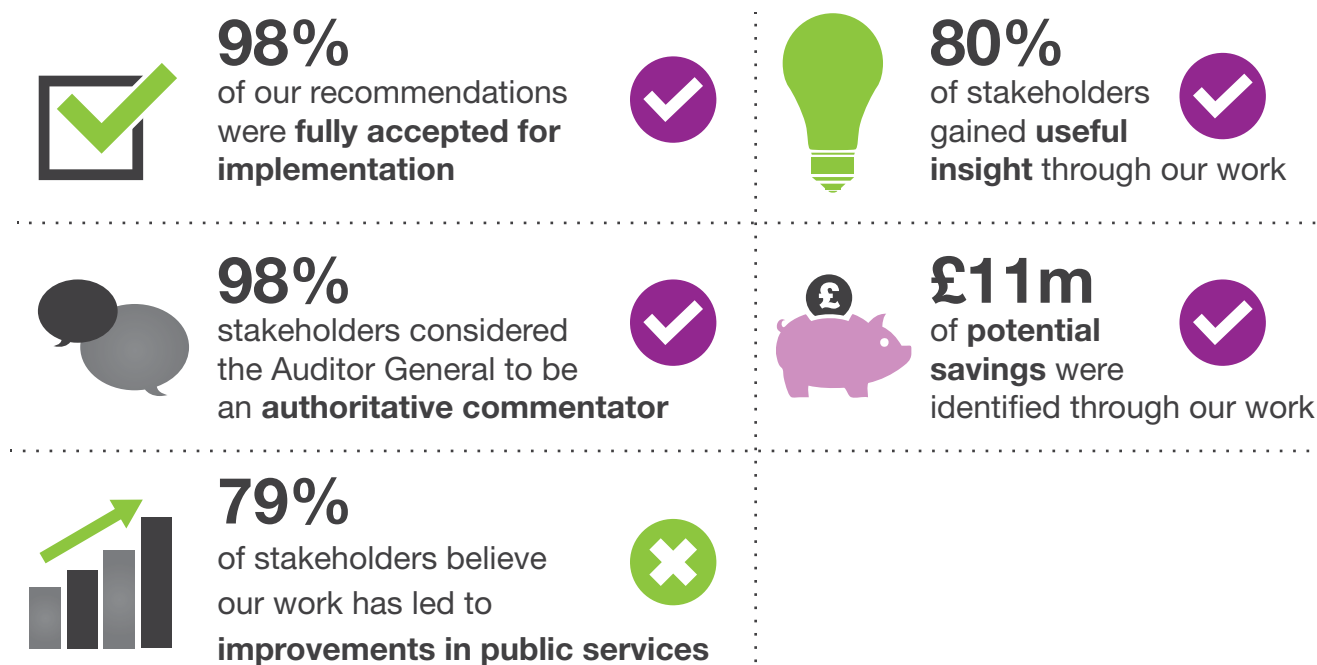 98%
of our recommendations
were fully accepted for
implementation
80%
of stakeholders
gained useful
insight through our work
98%
stakeholders considered
the Auditor General to be
an authoritative commentator
£
£11m
of potential
savings were
identified through our work
79%
of stakeholders believe
our work has led to
improvements in public services